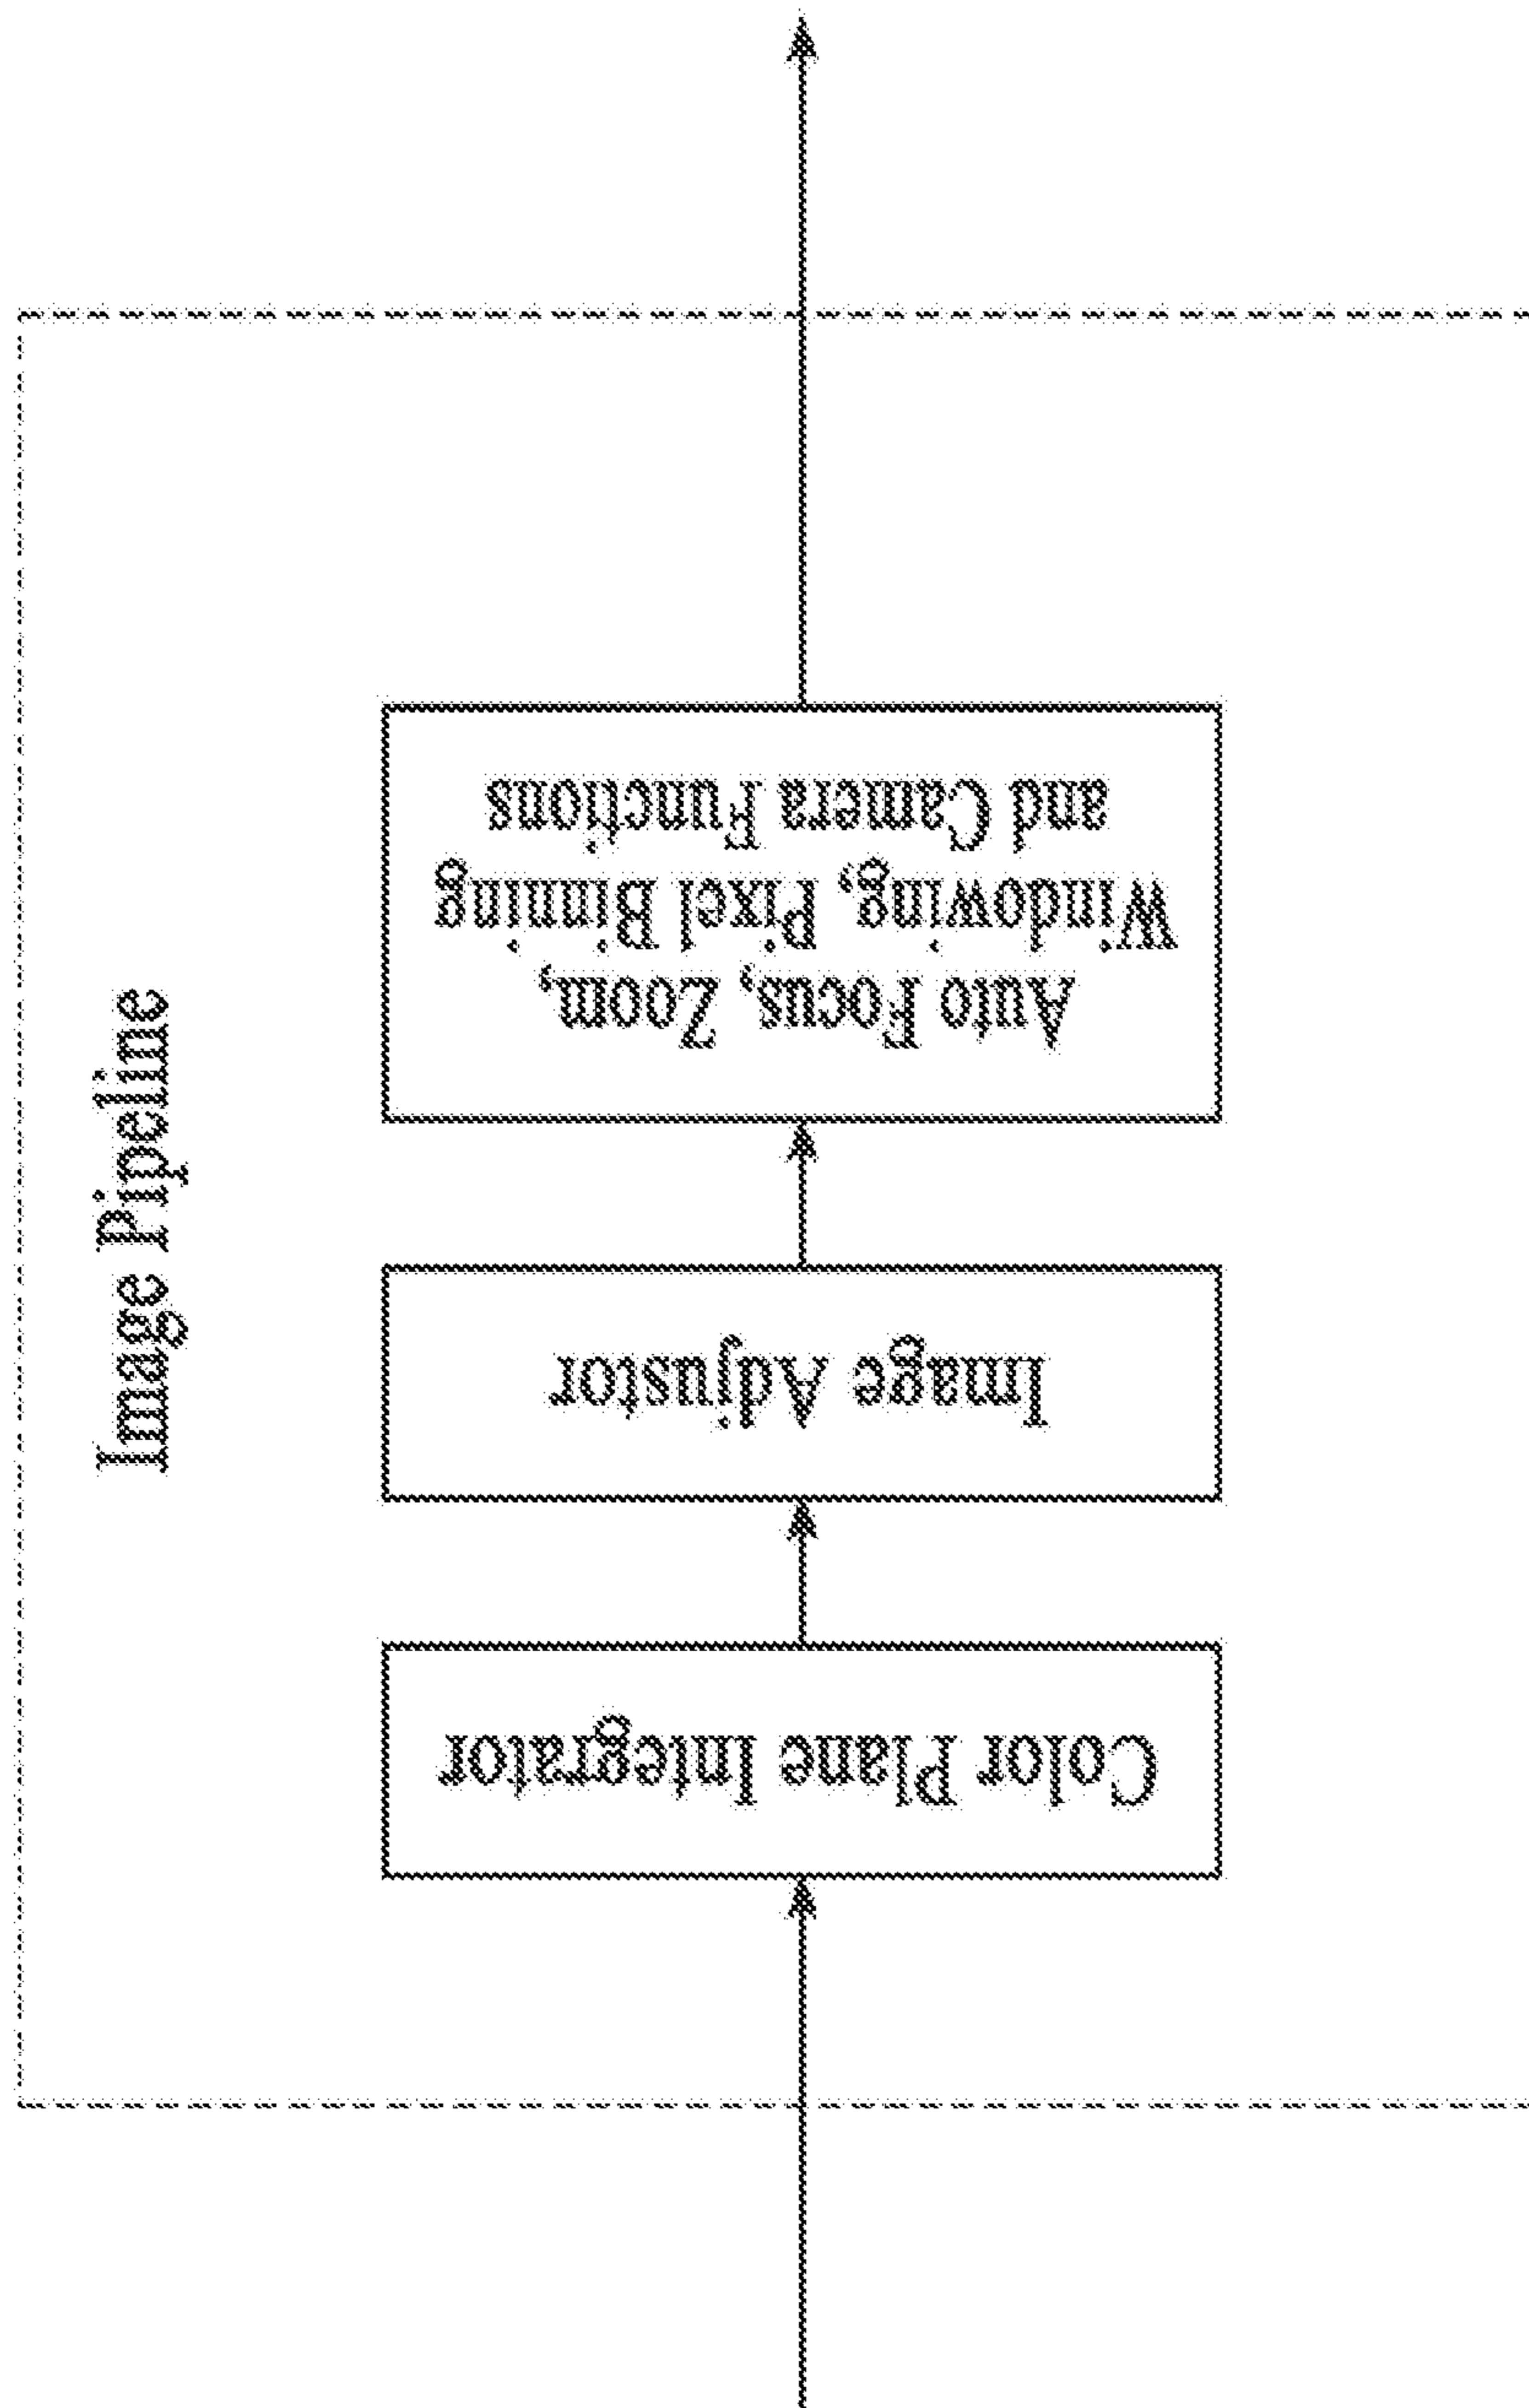 Image Pipeline
Color Plane Integrator
Image Adjustor
Auto Focus, Zoom,
Windowing, Pixel Binning
and Camera Functions